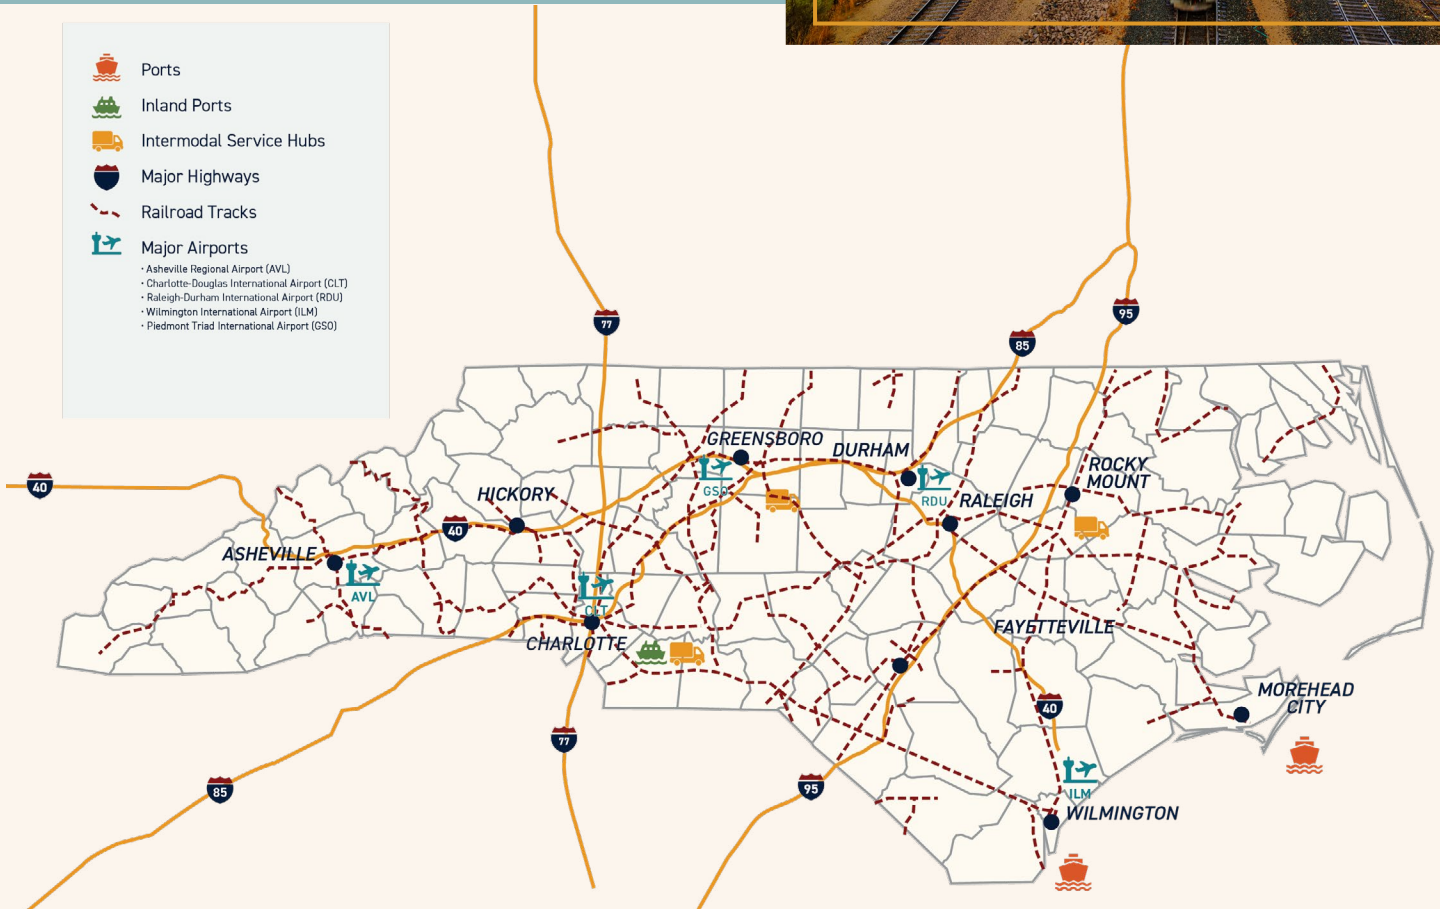 Ports
Inland Ports
Intermodal Service Hubs
Major Highways
Railroad Tracks
Major Airports
• Asheville Regional Airport (AVL)
• Charlotte-Douglas International Airport (CLT)
• Raleigh-Durham International Airport (RDU)
• Wilmington International Airport (ILM)
• Piedmont Triad International Airport (GSO)
77
95
85
GREENSBORO
DURHAM
ROCKY
MOUNT
GSO
RDU
RALEIGH
40
HICKORY
40
ASHEVILLE
AVL
CLT
CHARLOTTE
FAYETTEVILLE
MOREHEAD
CITY
40
77
85
95
ILM
WILMINGTON